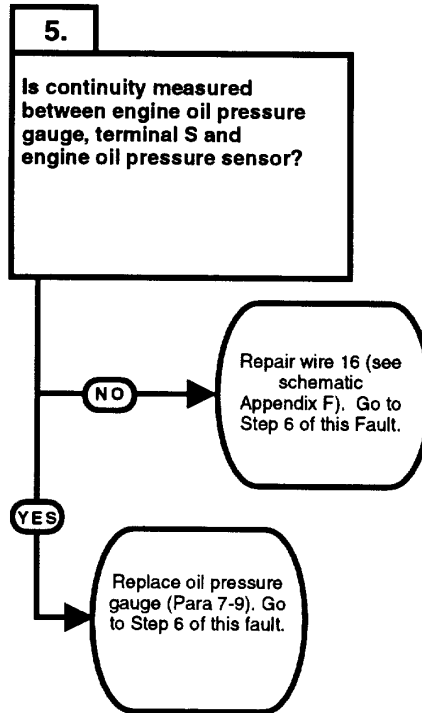 5.
Is continuity measured
between engine oil pressure
gauge, terminal S and
engine oil pressure sensor?
NO
Repair wire 16 (see
schematic
Appendix F). Go to
Step 6 of this Fault.
YES
Replace oil pressure
gauge (Para 7-9). Go
to Step 6 of this fault.